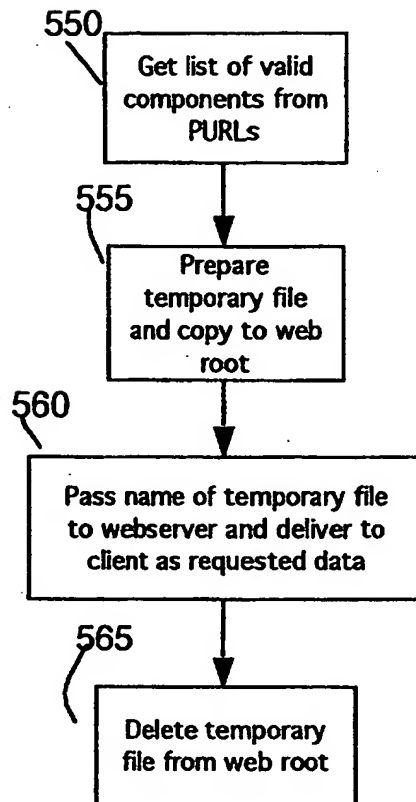 550
Get list of valid
components from
PURLs
555
Prepare
temporary file
and copy to web
root
560
Pass name of temporary file
to webserver and deliver to
client as requested data
565
Delete temporary
file from web root